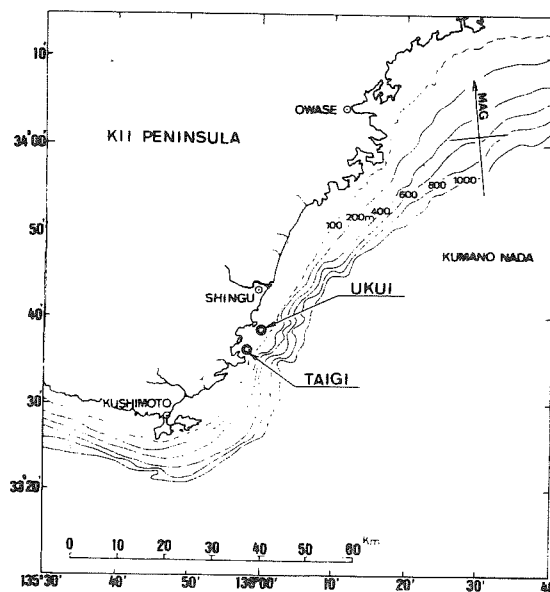 10'
OWASE
MAG
KII PENINSULA
34°00'
50'
100 200m 400 600 800 1000
KUMANO NADA
40'
SHINGU
UKUI
TAIGI
30'
KUSHIMOTO
33°20'
0 10 20 30 40 60 Km
135°30' 40' 50' 136°00' 10' 20' 30' 40